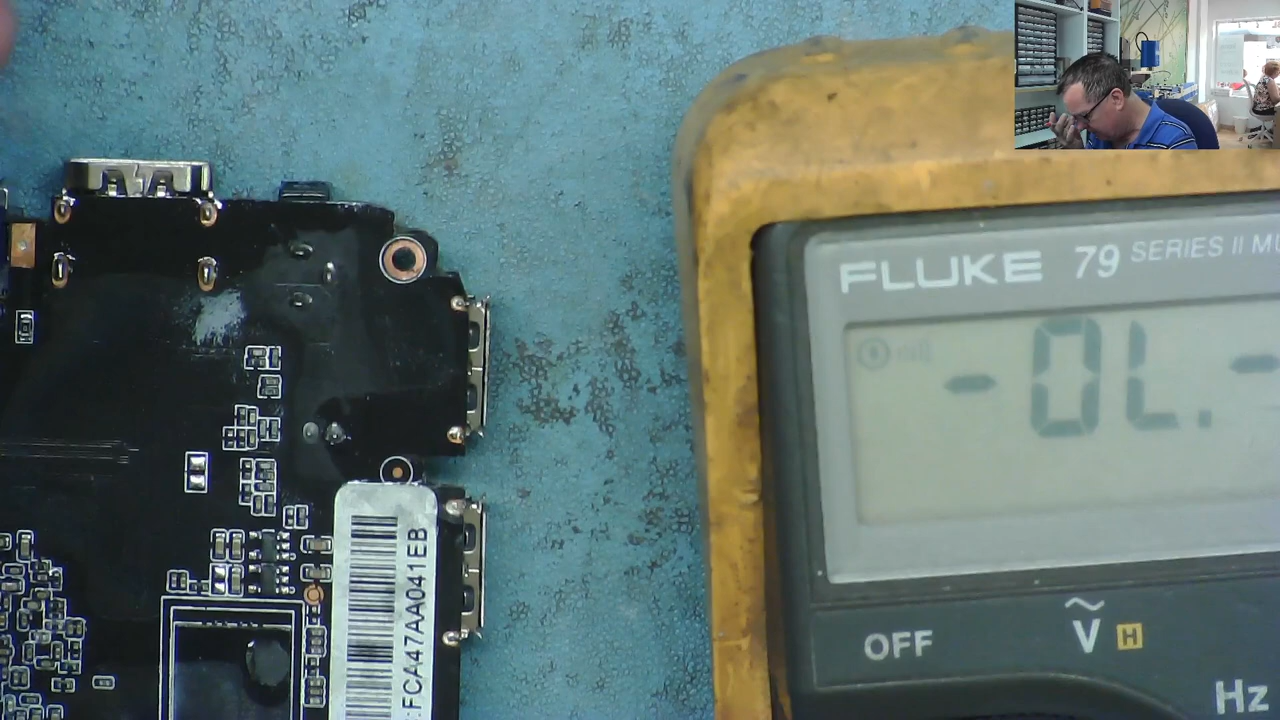 FLUKE 79 SERIES II
-OL.-
OFF
V
H
Hz
:FCA47AA041EB